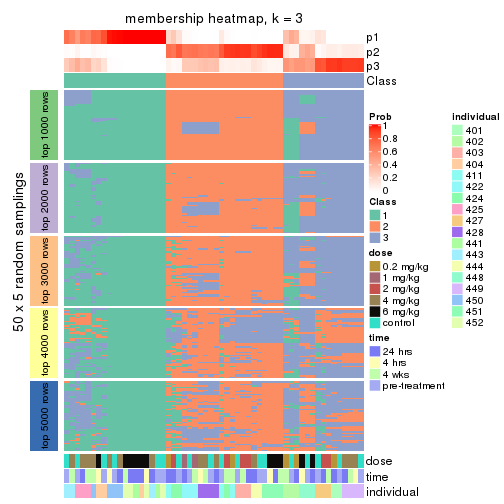 membership heatmap, k = 3
p1
p2
p3
Class
50 x 5 random samplings
top 1000 rows
top 2000 rows
top 3000 rows
top 4000 rows
top 5000 rows
dose
time
individual
Prob
1
0.8
0.6
0.4
0.2
0
Class
1
2
3
dose
0.2 mg/kg
1 mg/kg
2 mg/kg
4 mg/kg
6 mg/kg
control
time
24 hrs
4 hrs
4 wks
pre-treatment
individual
401
402
403
404
411
422
424
425
427
428
441
443
444
448
449
450
451
452